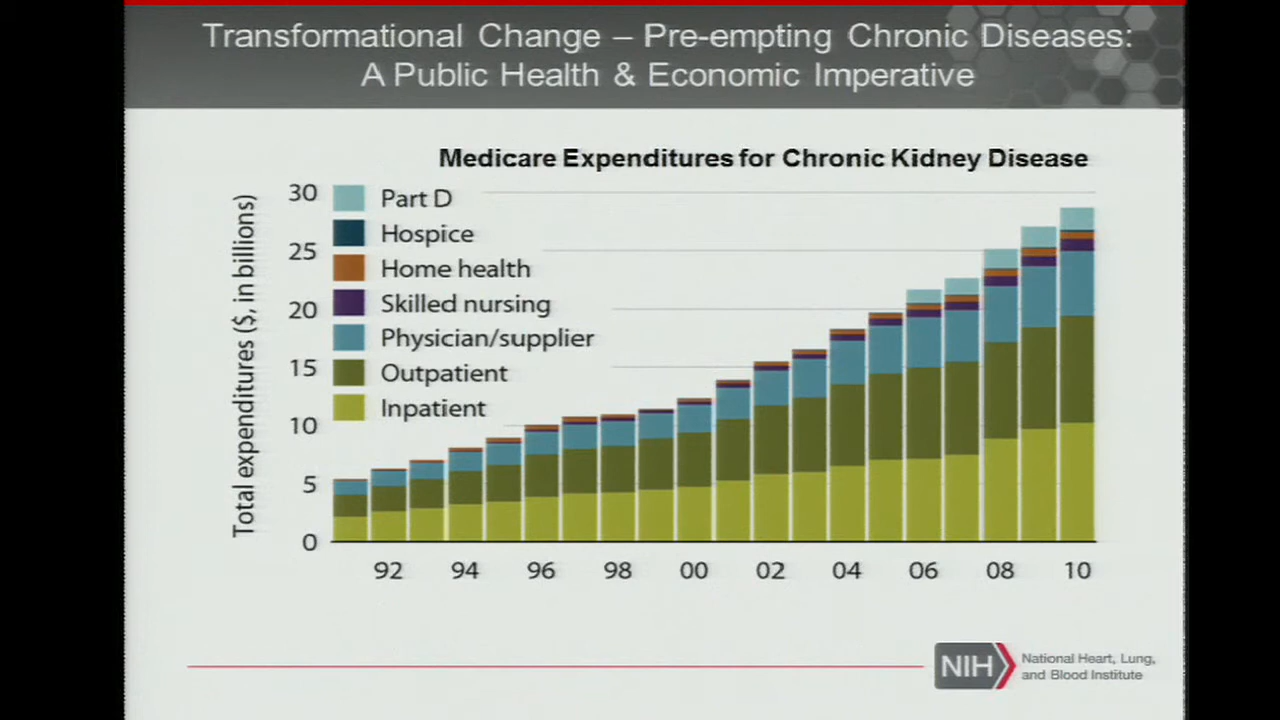 Transformational Change – Pre-empting Chronic Diseases:
A Public Health & Economic Imperative
Medicare Expenditures for Chronic Kidney Disease
Total expenditures ($, in billions)
30
25
20
15
10
5
0
Part D
Hospice
Home health
Skilled nursing
Physician/supplier
Outpatient
Inpatient
92 94 96 98 00 02 04 06 08 10
NIH
National Heart, Lung,
and Blood Institute